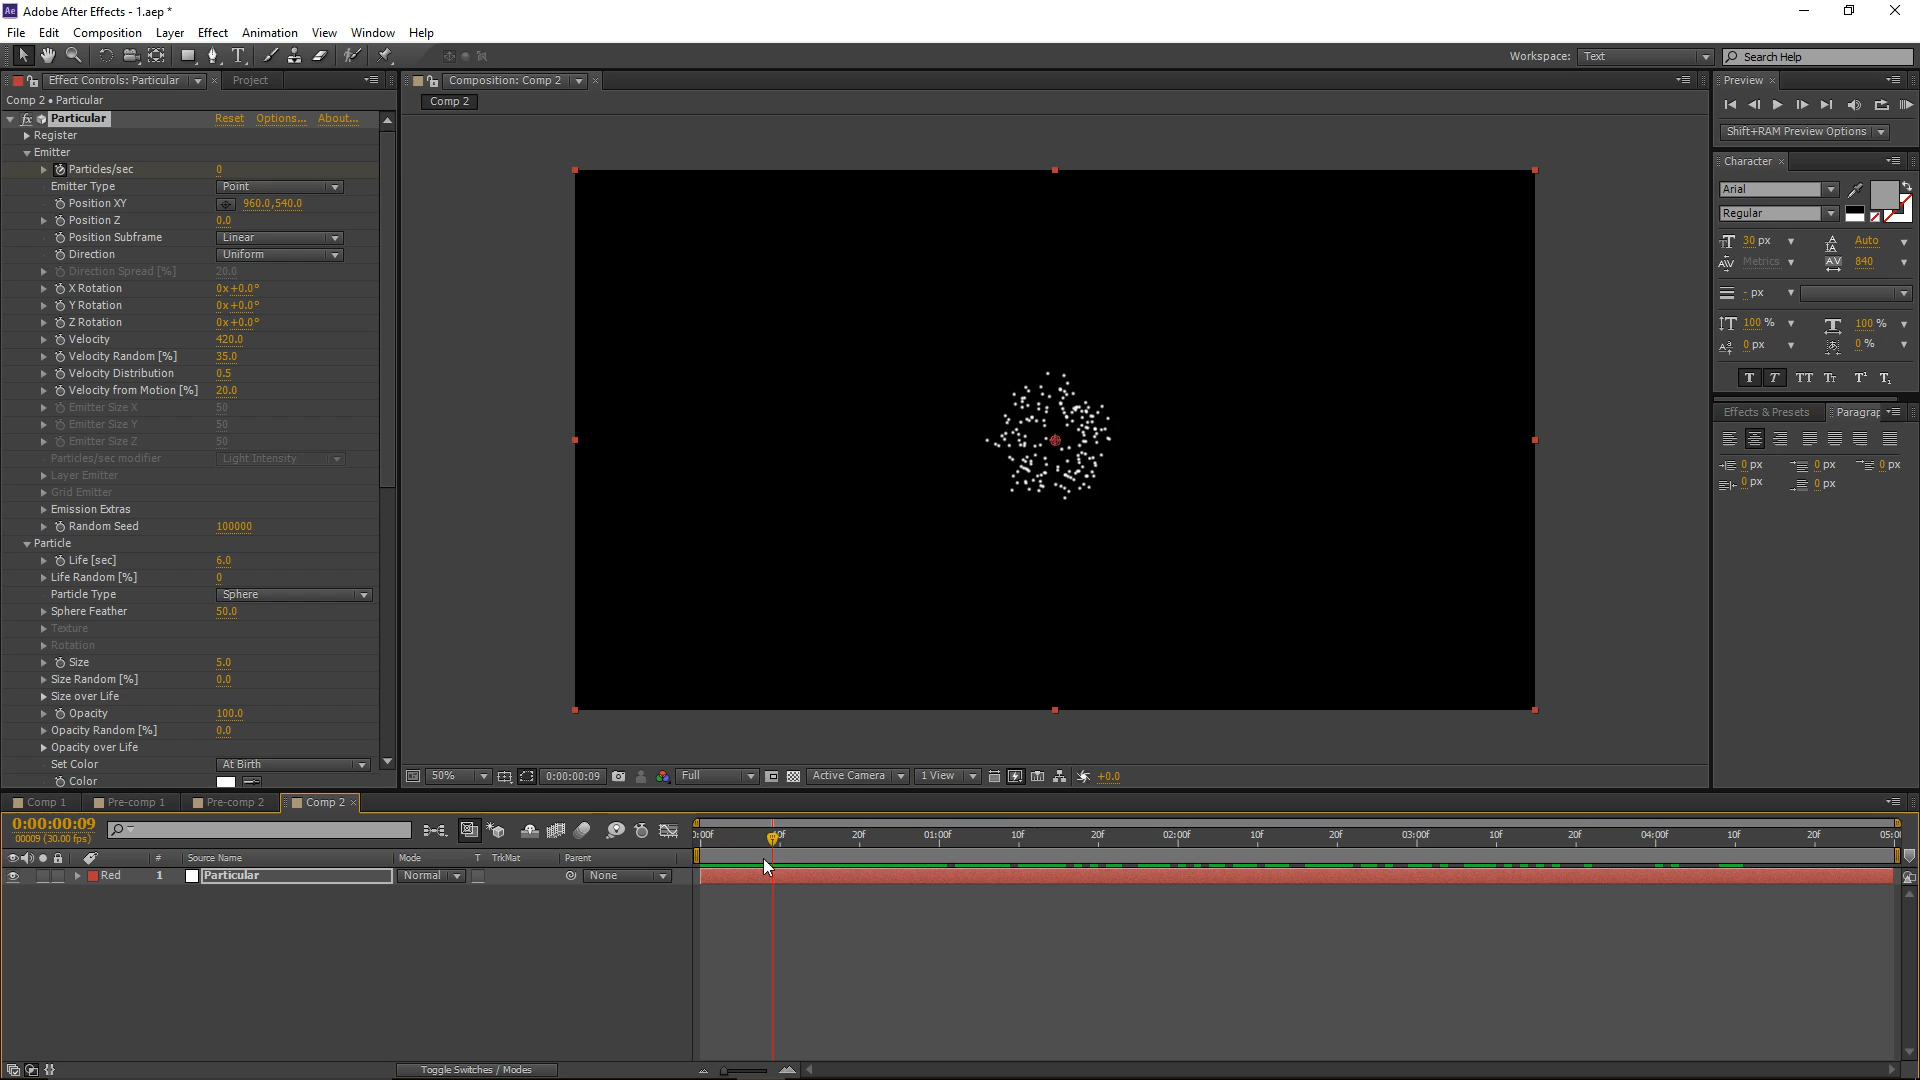 Adobe After Effects - 1.aep *
File Edit Composition Layer Effect Animation View Window Help
Workspace: Text Search Help
Effect Controls: Particular Project
Composition: Comp 2
Preview
Comp 2 • Particular
Comp 2
Particular Reset Options... About...
Register
Emitter
Particles/sec 0
Emitter Type Point
Position XY 960.0,540.0
Position Z 0.0
Position Subframe Linear
Direction Uniform
Direction Spread [%] 20.0
X Rotation 0x+0.0°
Y Rotation 0x+0.0°
Z Rotation 0x+0.0°
Velocity 420.0
Velocity Random [%] 35.0
Velocity Distribution 0.5
Velocity from Motion [%] 20.0
Emitter Size X 50
Emitter Size Y 50
Emitter Size Z 50
Particles/sec modifier Light Intensity
Layer Emitter
Grid Emitter
Emission Extras
Random Seed 100000
Particle
Life [sec] 6.0
Life Random [%] 0
Particle Type Sphere
Sphere Feather 50.0
Texture
Rotation
Size 5.0
Size Random [%] 0.0
Size over Life
Opacity 100.0
Opacity Random [%] 0.0
Opacity over Life
Set Color At Birth
Color
Shift+RAM Preview Options
Character
Arial
Regular
30 px Auto
Metrics 840
- px
100 % 100 %
0 px 0 %
T T TT Tt T¹ T₁
Effects & Presets Paragrap
0 px 0 px 0 px
0 px 0 px
50% 0:00:00:09 Full Active Camera 1 View +0.0
Comp 1 Pre-comp 1 Pre-comp 2 Comp 2
0:00:00:09
00009 (30.00 fps)
):00f 0f 20f 01:00f 10f 20f 02:00f 10f 20f 03:00f 10f 20f 04:00f 10f 20f 05:0
# Source Name Mode T TrkMat Parent
Red 1 Particular Normal None
Toggle Switches / Modes